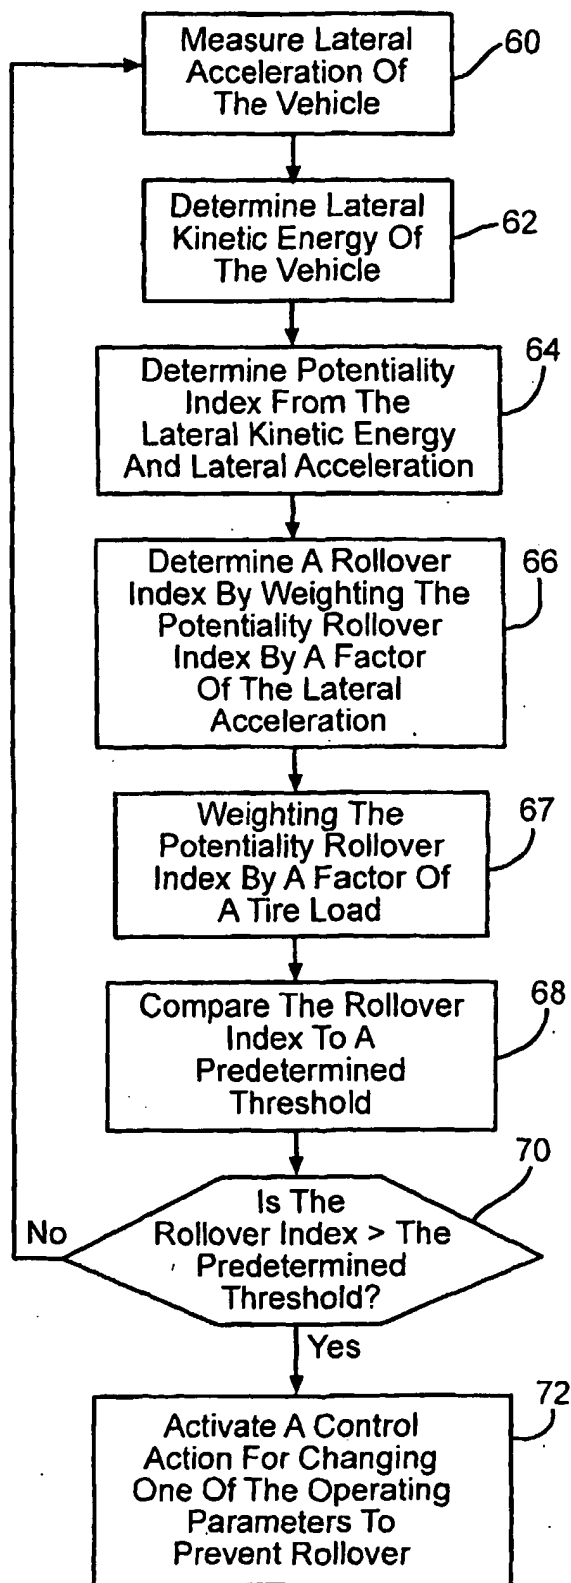 Measure Lateral
Acceleration Of
The Vehicle
60
Determine Lateral
Kinetic Energy Of
The Vehicle
62
Determine Potentiality
Index From The
Lateral Kinetic Energy
And Lateral Acceleration
64
Determine A Rollover
Index By Weighting The
Potentiality Rollover
Index By A Factor
Of The Lateral
Acceleration
66
Weighting The
Potentiality Rollover
Index By A Factor Of
A Tire Load
67
Compare The Rollover
Index To A
Predetermined
Threshold
68
Is The
Rollover Index > The
Predetermined
Threshold?
70
No
Yes
Activate A Control
Action For Changing
One Of The Operating
Parameters To
Prevent Rollover
72